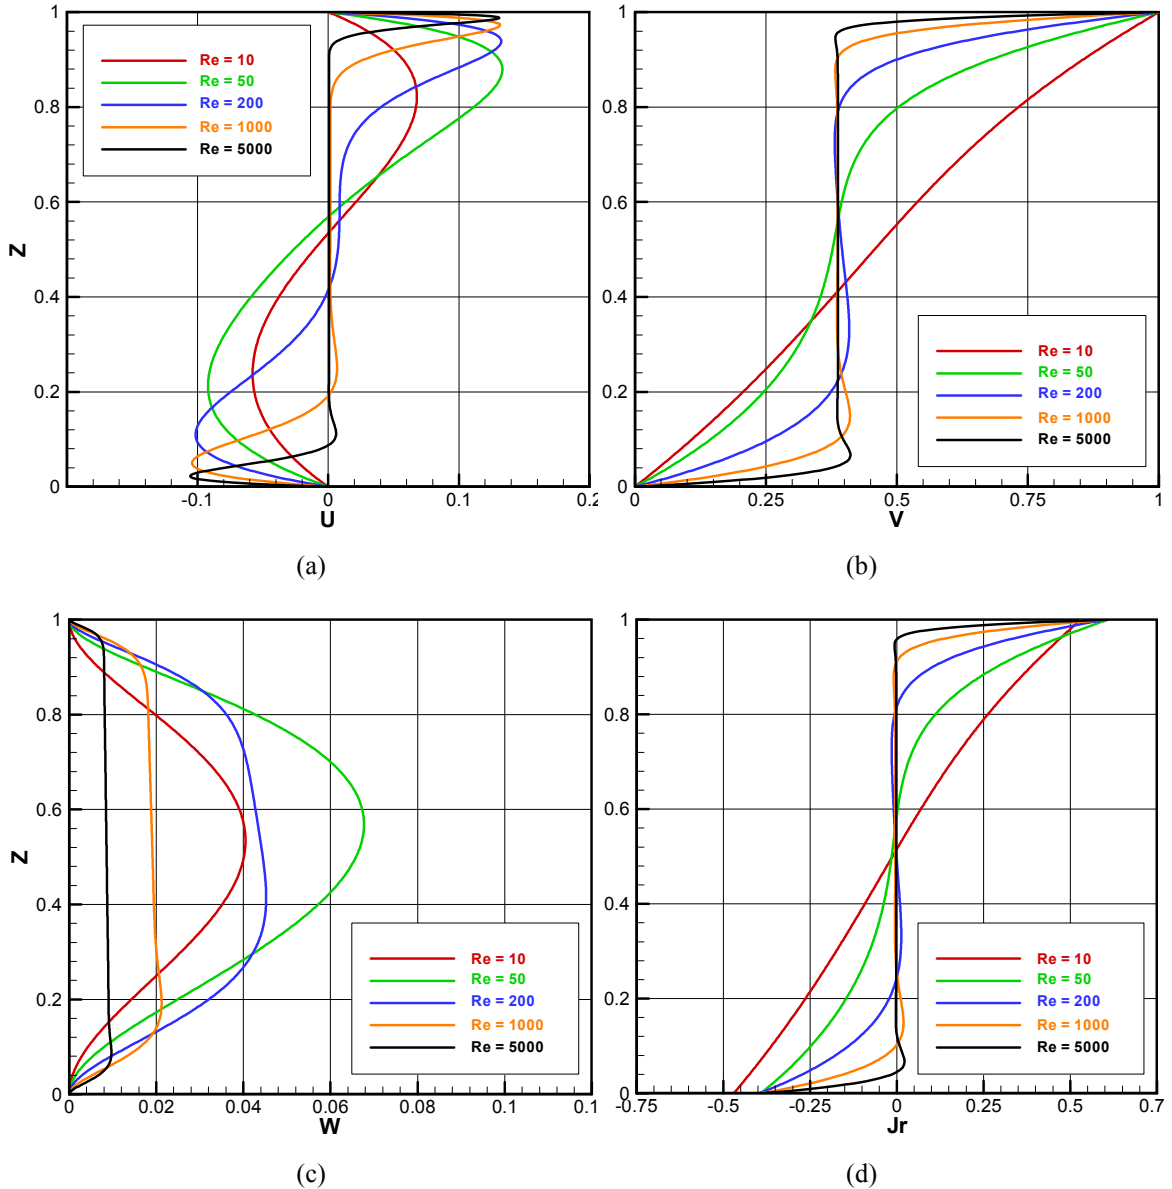 1
0.8
0.6
0.4
0.2
0
Z
-0.1
0
0.1
0.2
U
Re = 10
Re = 50
Re = 200
Re = 1000
Re = 5000
(a)
1
0.8
0.6
0.4
0.2
0
0
0.25
0.5
0.75
1
V
Re = 10
Re = 50
Re = 200
Re = 1000
Re = 5000
(b)
1
0.8
0.6
0.4
0.2
0
Z
0
0.02
0.04
0.06
0.08
0.1
W
Re = 10
Re = 50
Re = 200
Re = 1000
Re = 5000
(c)
1
0.8
0.6
0.4
0.2
0
-0.75
-0.5
-0.25
0
0.25
0.5
0.7
Jr
Re = 10
Re = 50
Re = 200
Re = 1000
Re = 5000
(d)